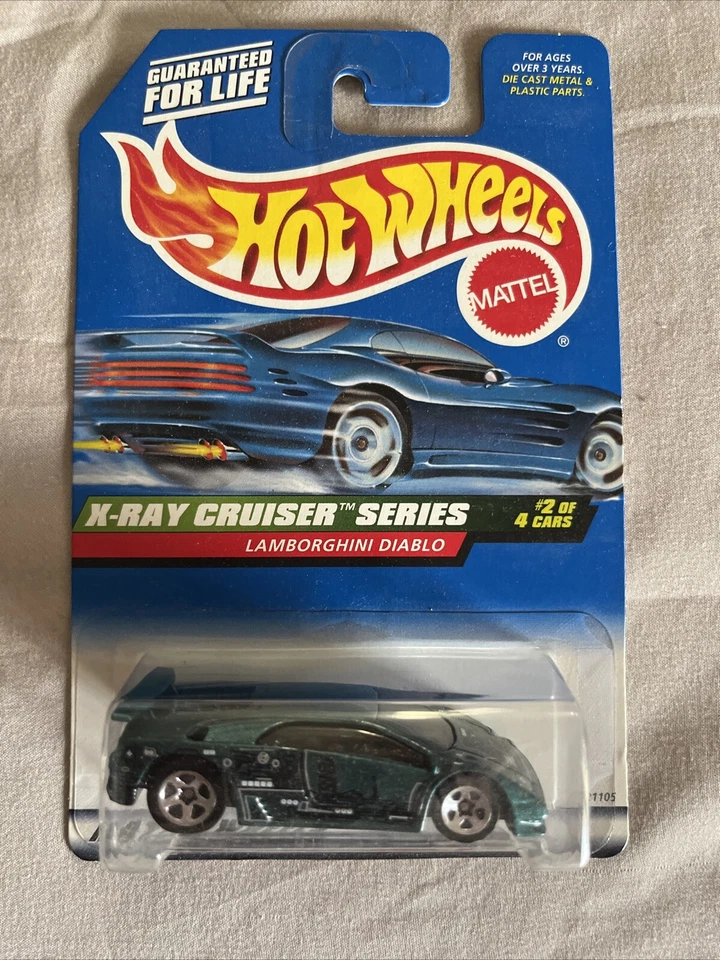 GUARANTEED
FOR LIFE
FOR AGES
OVER 3 YEARS.
DIE CAST METAL &
PLASTIC PARTS.
HOT WHEELS
MATTEL
®
X-RAY CRUISER™ SERIES
#2 OF
4 CARS
LAMBORGHINI DIABLO
21105